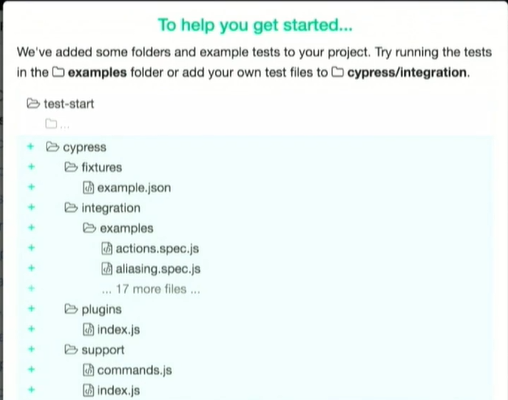 To help you get started...
We've added some folders and example tests to your project. Try running the tests
in the examples folder or add your own test files to cypress/integration.
test-start
...
+ cypress
+ fixtures
+ example.json
+ integration
+ examples
+ actions.spec.js
+ aliasing.spec.js
+ ... 17 more files ...
+ plugins
+ index.js
+ support
+ commands.js
+ index.js